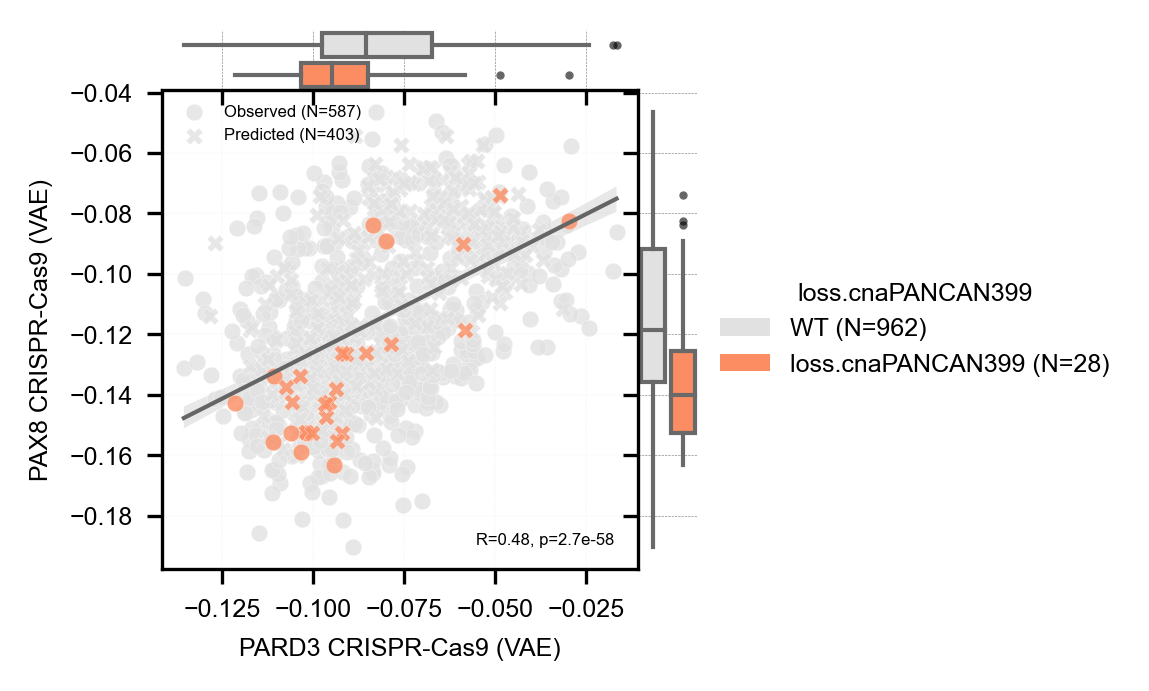 Observed (N=587)
Predicted (N=403)
−0.04
−0.06
−0.08
−0.10
−0.12
−0.14
−0.16
−0.18
PAX8 CRISPR-Cas9 (VAE)
R=0.48, p=2.7e-58
−0.125 −0.100 −0.075 −0.050 −0.025
PARD3 CRISPR-Cas9 (VAE)
loss.cnaPANCAN399
WT (N=962)
loss.cnaPANCAN399 (N=28)